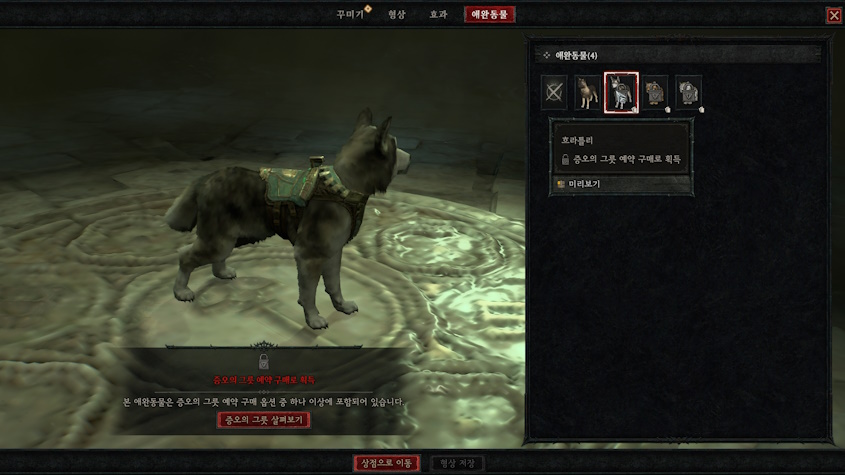 꾸미기
형상
효과
애완동물
애완동물(4)
흐라틀리
증오의 그릇 예약 구매로 획득
미리보기
증오의 그릇 예약 구매로 획득
본 애완동물은 증오의 그릇 예약 구매 옵션 중 하나 이상에 포함되어 있습니다.
증오의 그릇 살펴보기
상점으로 이동
형상 저장